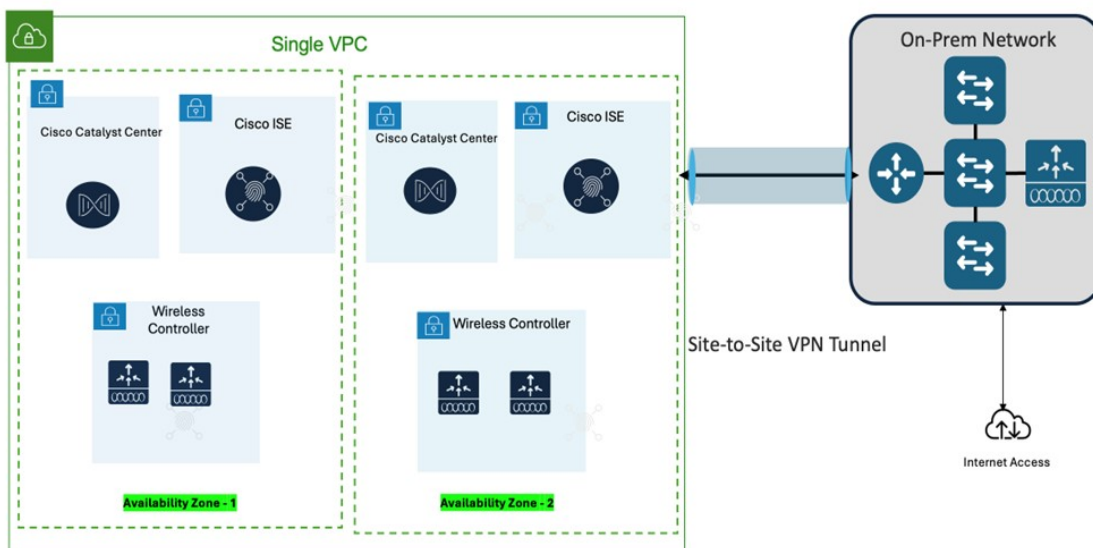 Single VPC
Cisco Catalyst Center
Cisco ISE
Wireless
Controller
Availability Zone - 1
Cisco Catalyst Center
Cisco ISE
Wireless Controller
Availability Zone - 2
Site-to-Site VPN Tunnel
On-Prem Network
Internet Access